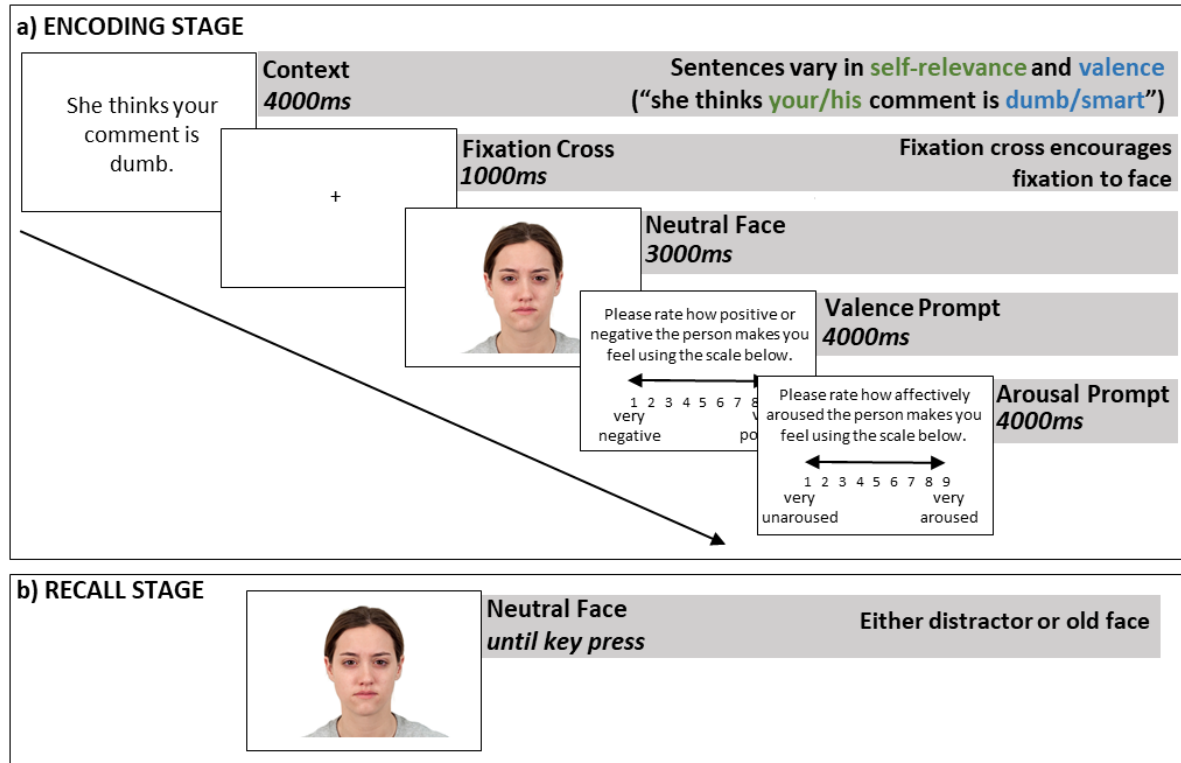 a) ENCODING STAGE
She thinks your
comment is
dumb.
Context
4000ms
Sentences vary in self-relevance and valence
(“she thinks your/his comment is dumb/smart”)
+
Fixation Cross
1000ms
Fixation cross encourages
fixation to face
Neutral Face
3000ms
Please rate how positive or
negative the person makes you
feel using the scale below.
1 2 3 4 5 6 7 8
very
negative
Valence Prompt
4000ms
Please rate how affectively
aroused the person makes you
feel using the scale below.
1 2 3 4 5 6 7 8 9
very very
unaroused aroused
Arousal Prompt
4000ms
b) RECALL STAGE
Neutral Face
until key press
Either distractor or old face